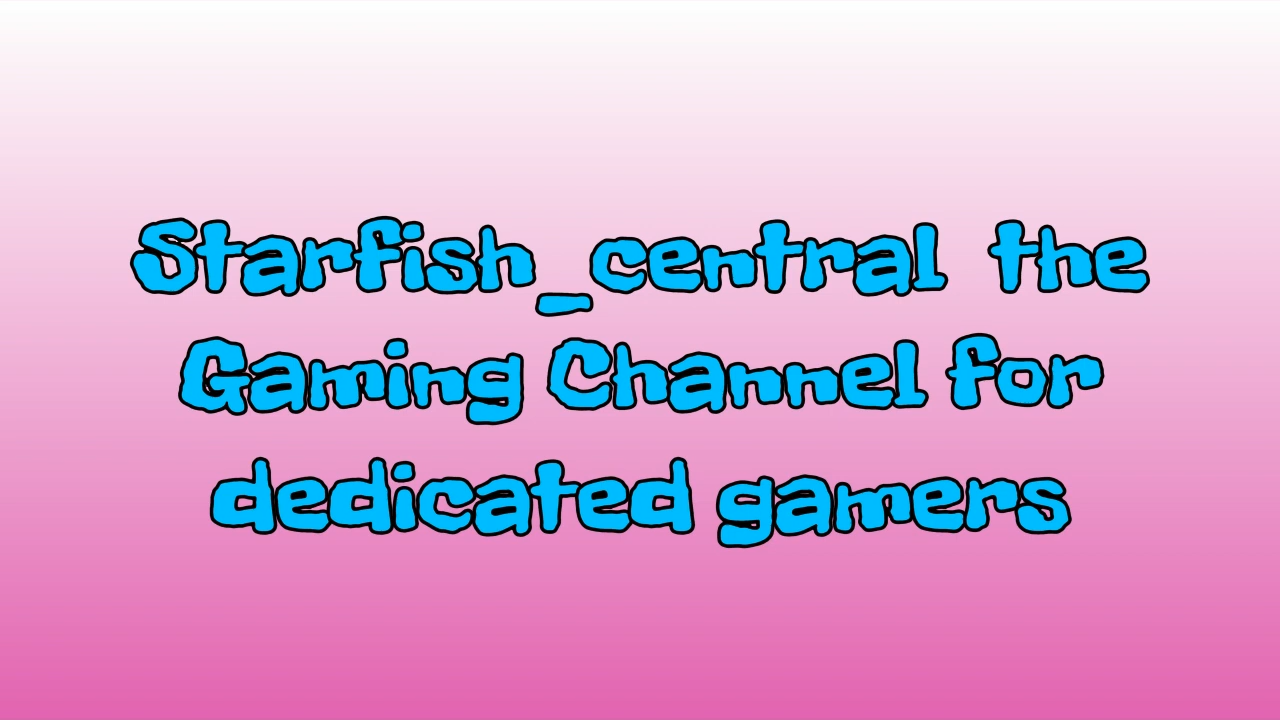 Starfish_central the
Gaming Channel for
dedicated gamers